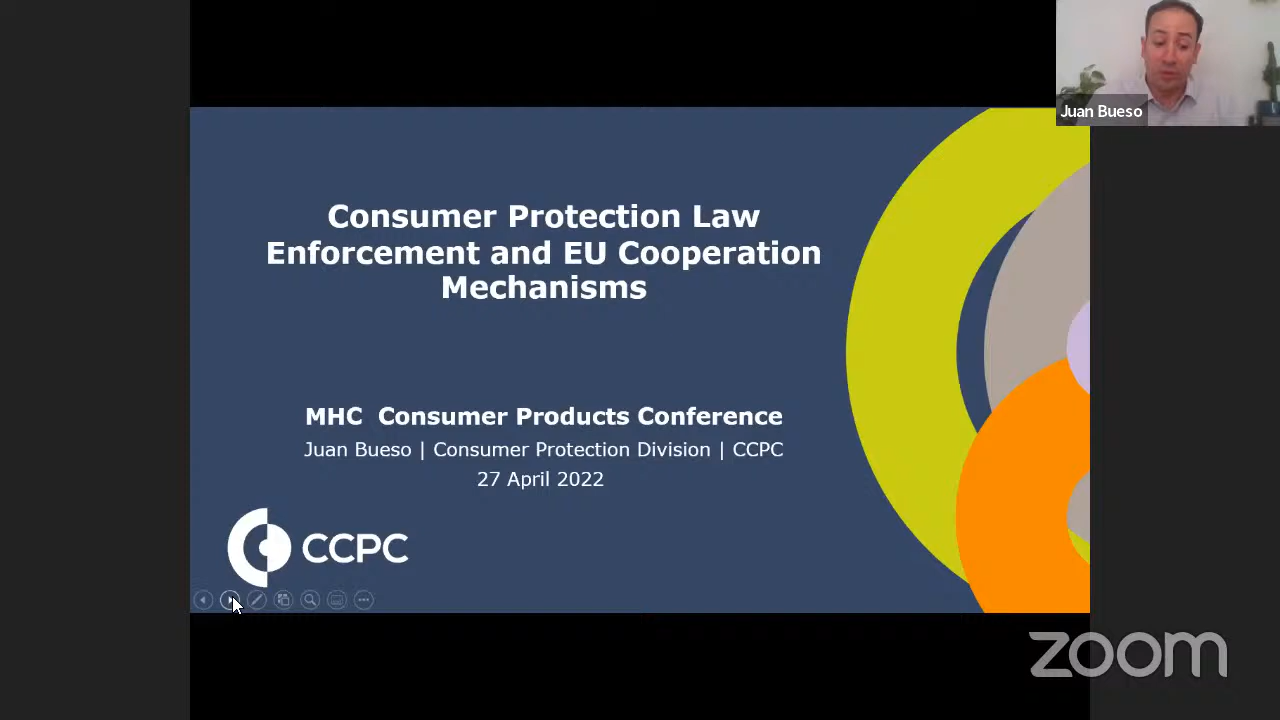 Juan Bueso
Consumer Protection Law
Enforcement and EU Cooperation
Mechanisms
MHC Consumer Products Conference
Juan Bueso | Consumer Protection Division | CCPC
27 April 2022
CCPC
zoom